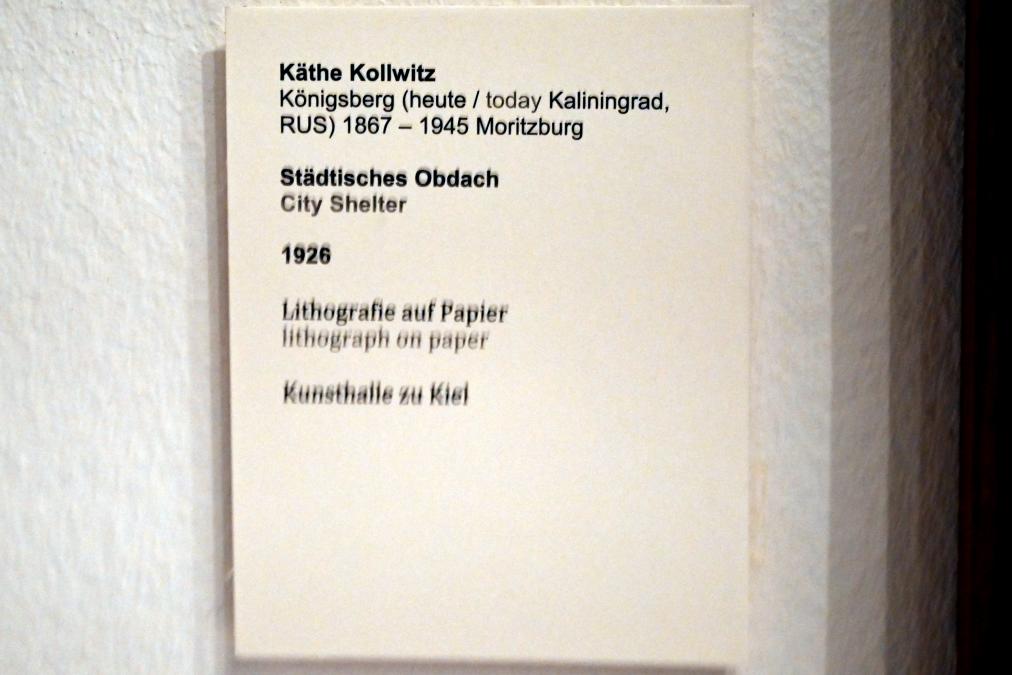 Käthe Kollwitz
Königsberg (heute / today Kaliningrad,
RUS) 1867 – 1945 Moritzburg
Städtisches Obdach
City Shelter
1926
Lithografie auf Papier
lithograph on paper
Kunsthalle zu Kiel